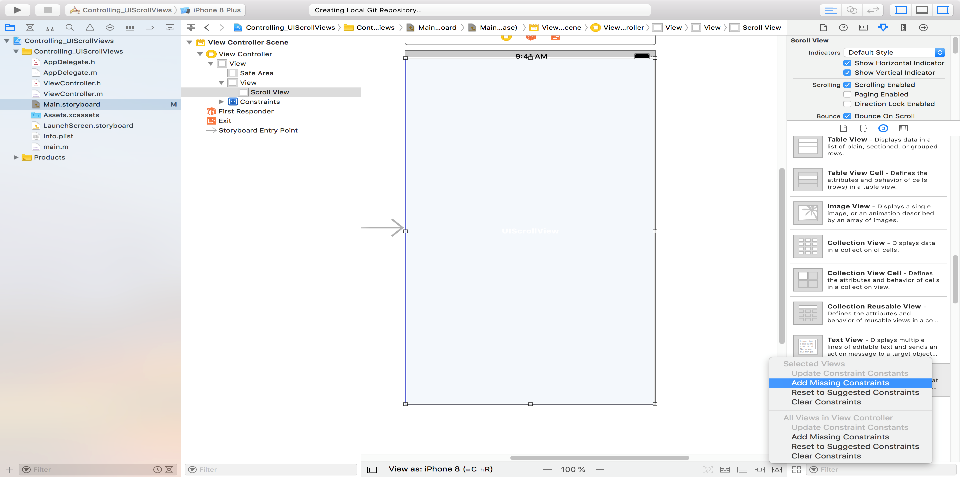 Controlling_UIScrollViews
iPhone 8 Plus
Creating Local Git Repository...
Controlling_UIScrollViews
Controlling_UIScrollViews
AppDelegate.h
AppDelegate.m
ViewController.h
ViewController.m
Main.storyboard
M
Assets.xcassets
LaunchScreen.storyboard
Info.plist
main.m
Products
Filter
Controlling_UIScrollViews
Cont...iews
Main....oard
Main....ase)
View...cene
View...roller
View
View
Scroll View
View Controller Scene
View Controller
View
Safe Area
View
Scroll View
Constraints
First Responder
Exit
Storyboard Entry Point
Filter
View as: iPhone 8
100 %
Scroll View
Indicators
Default Style
Show Horizontal Indicator
Show Vertical Indicator
Scrolling
Scrolling Enabled
Paging Enabled
Direction Lock Enabled
Bounce
Bounce On Scroll
Table View - Displays data in a
list of plain, sectioned, or grouped
rows.
Table View Cell - Defines the
attributes and behavior of cells
(rows) in a table view
Image View - Displays a single
image, or an animation described
by an array of images.
Collection View - Displays data
in a collection of cells.
Collection View Cell - Defines
the attributes and behavior of cells
in a collection view.
Collection Reusable View -
Defines the attributes and
behavior of reusable views in a co...
Text View - Displays multiple
lines of editable text and sends an
action message to a target object...
Selected Views
Update Constraint Constants
Add Missing Constraints
Reset to Suggested Constraints
Clear Constraints
All Views in View Controller
Update Constraint Constants
Add Missing Constraints
Reset to Suggested Constraints
Clear Constraints
Filter